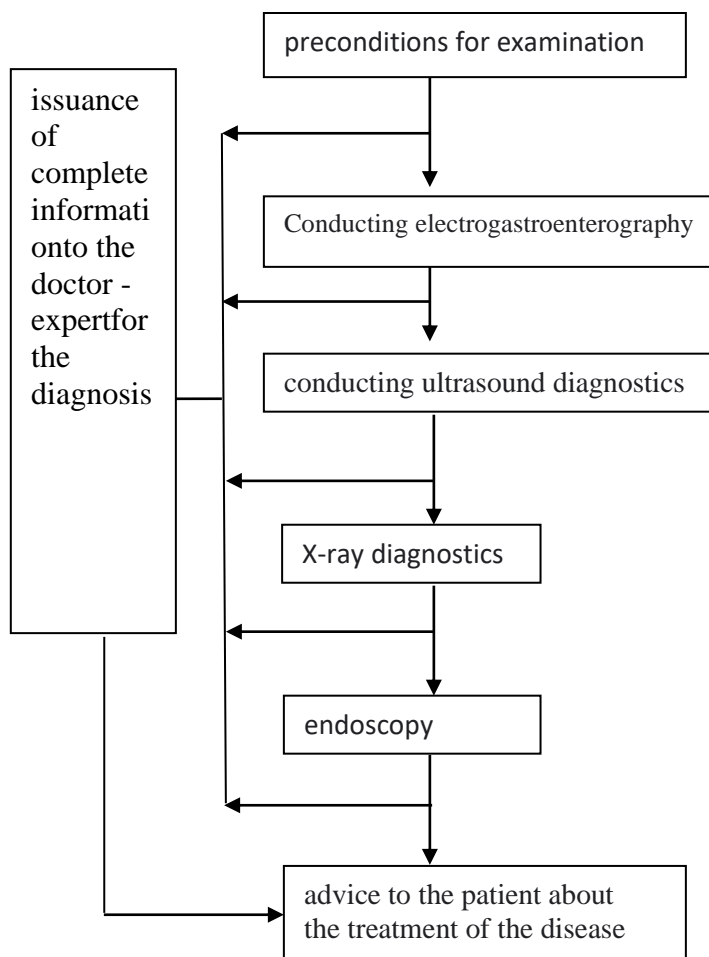 preconditions for examination
issuance
of
complete
informati
onto the
doctor -
expertfor
the
diagnosis
Conducting electrogastroenterography
conducting ultrasound diagnostics
X-ray diagnostics
endoscopy
advice to the patient about
the treatment of the disease